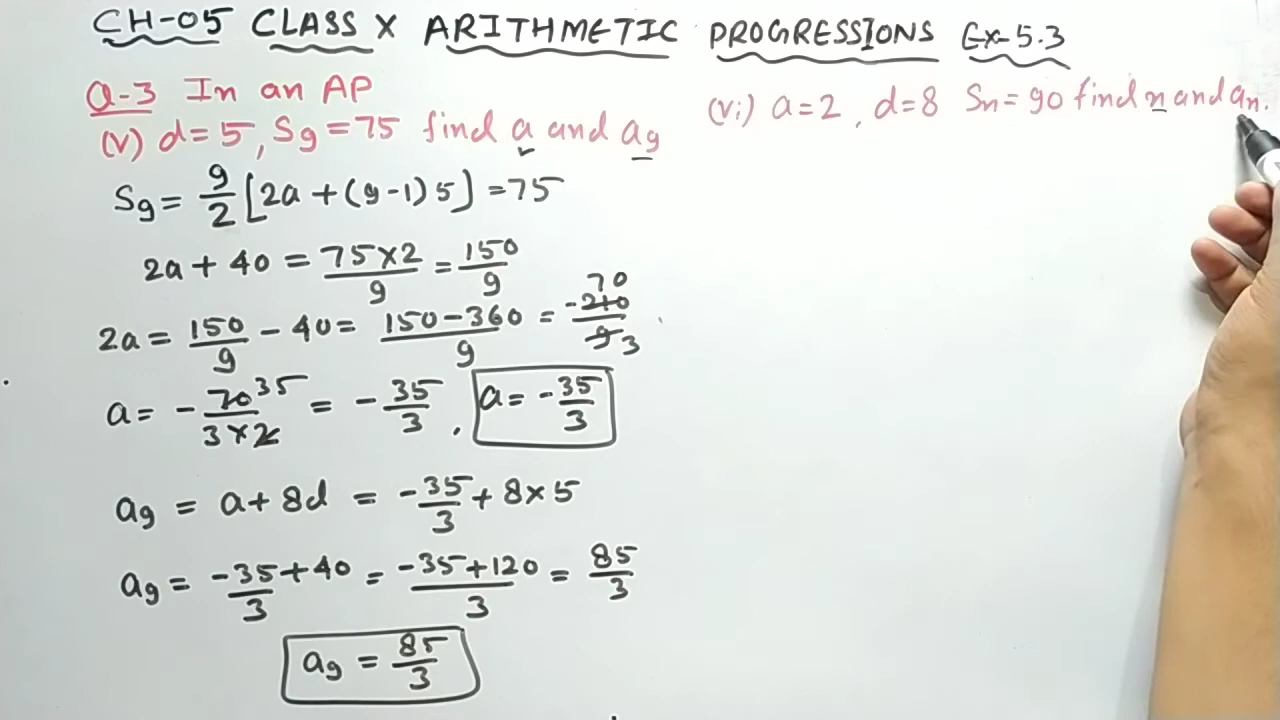 CH-05 CLASS X ARITHMETIC PROGRESSIONS Ex-5.3
Q-3 In an AP
(v) d=5, S9=75 find a and a9
S9 = 9/2 [2a + (9-1) 5] = 75
2a + 40 = 75×2/9 = 150/9
2a = 150/9 - 40 = 150-360/9 = -210/9 70 3
a = - 70/3×2 35 = - 35/3 , a = - 35/3
a9 = a + 8d = -35/3 + 8×5
a9 = -35/3 + 40 = -35+120/3 = 85/3
a9 = 85/3
(vi) a=2, d=8 Sn=90 find n and an.